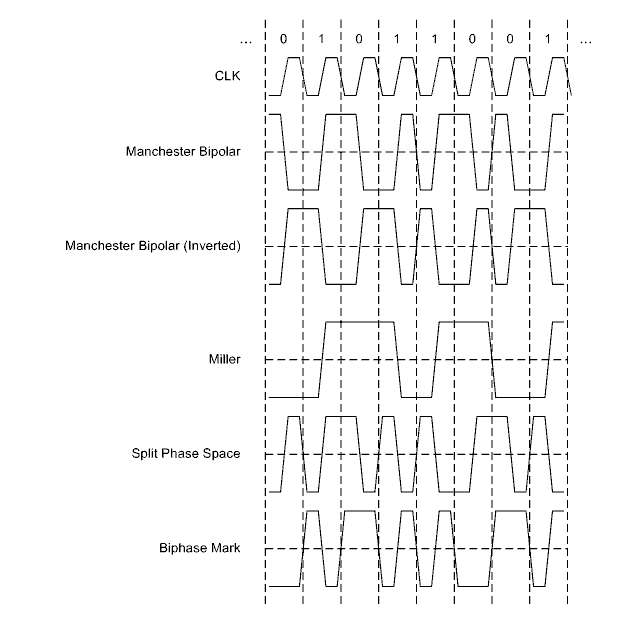 ... 0 1 0 1 1 0 0 1 ...
CLK
Manchester Bipolar
Manchester Bipolar (Inverted)
Miller
Split Phase Space
Biphase Mark